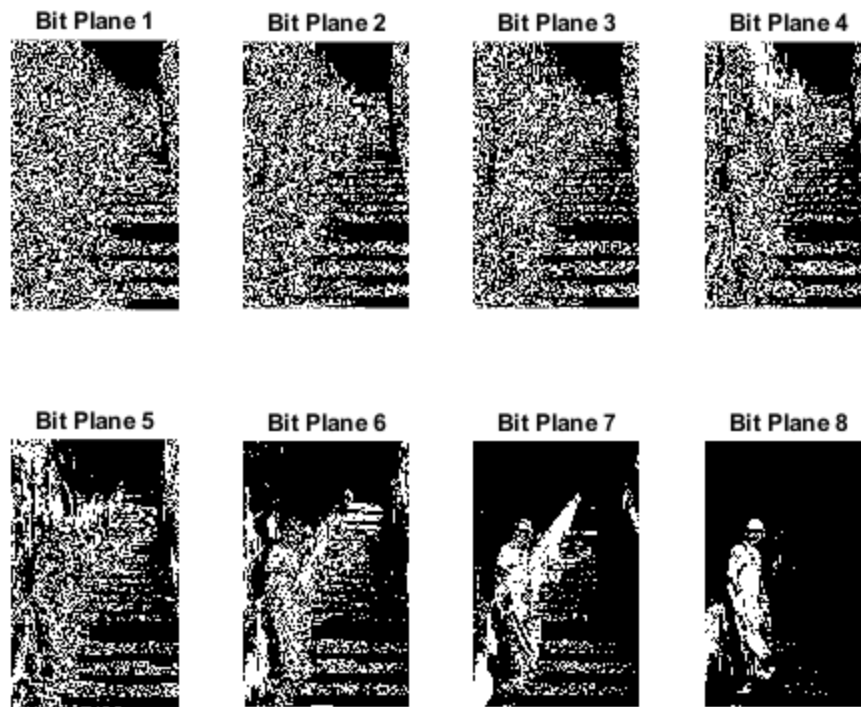 Bit Plane 1
Bit Plane 2
Bit Plane 3
Bit Plane 4
Bit Plane 5
Bit Plane 6
Bit Plane 7
Bit Plane 8